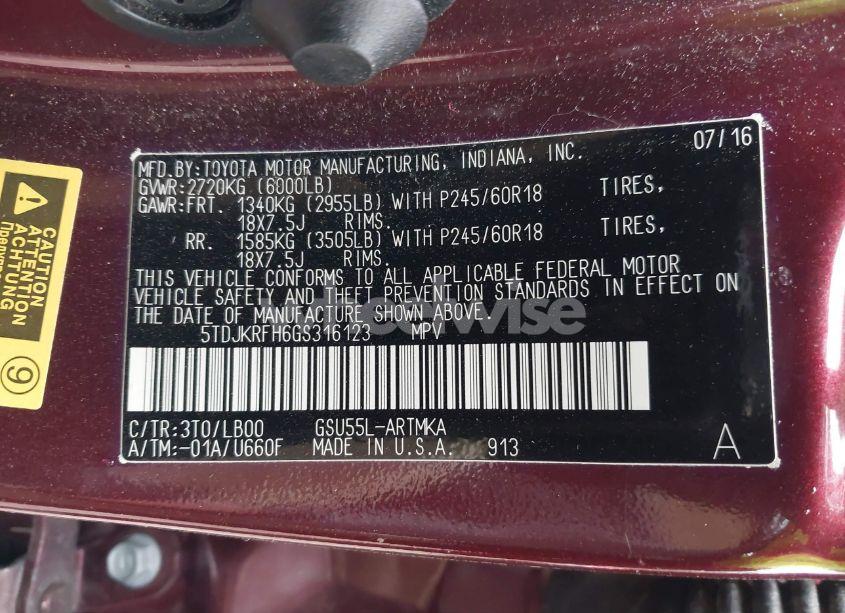 07/16
MFD.BY:TOYOTA MOTOR MANUFACTURING, INDIANA, INC.
GVWR:2720KG (6000LB)
GAWR:FRT. 1340KG (2955LB) WITH P245/60R18 TIRES,
18X7.5J RIMS.
RR. 1585KG (3505LB) WITH P245/60R18 TIRES,
18X7.5J RIMS.
THIS VEHICLE CONFORMS TO ALL APPLICABLE FEDERAL MOTOR
VEHICLE SAFETY AND THEFT PREVENTION STANDARDS IN EFFECT ON
THE DATE OF MANUFACTURE SHOWN ABOVE.
5TDJKRFH6GS316123 MPV
C/TR:3T0/LB00 GSU55L-ARTMKA
A/TM:-01A/U660F MADE IN U.S.A. 913
A
CAUTION
ATTENTION
ACHTUNG
9